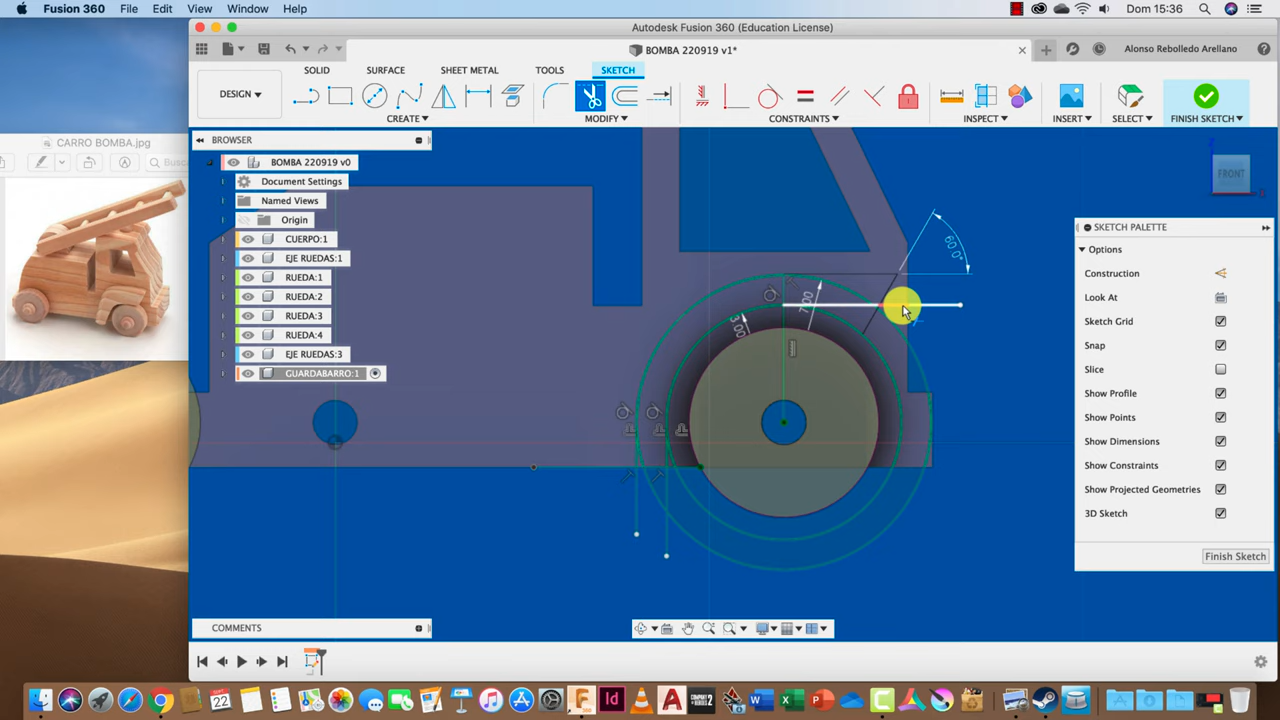 Fusion 360 File Edit View Window Help
Dom 15:36
Autodesk Fusion 360 (Education License)
BOMBA 220919 v1*
Alonso Rebolledo Arellano
SOLID SURFACE SHEET METAL TOOLS SKETCH
DESIGN
CREATE MODIFY CONSTRAINTS INSPECT INSERT SELECT FINISH SKETCH
CARRO BOMBA.jpg
Busc
BROWSER
BOMBA 220919 v0
Document Settings
Named Views
Origin
CUERPO:1
EJE RUEDAS:1
RUEDA:1
RUEDA:2
RUEDA:3
RUEDA:4
EJE RUEDAS:3
GUARDABARRO:1
FRONT
Z
60.0°
7.00
3.00
SKETCH PALETTE
Options
Construction
Look At
Sketch Grid
Snap
Slice
Show Profile
Show Points
Show Dimensions
Show Constraints
Show Projected Geometries
3D Sketch
Finish Sketch
COMMENTS